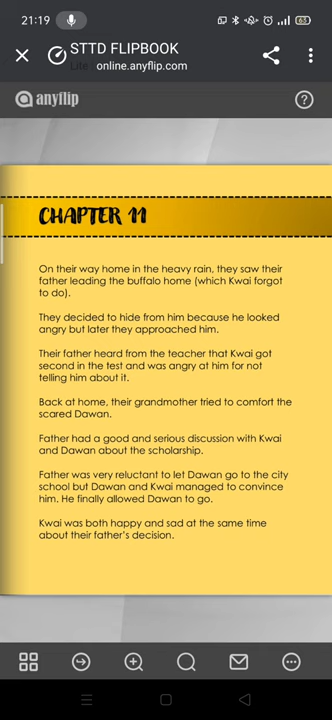 21:19
63
STTD FLIPBOOK
online.anyflip.com
anyflip
?
CHAPTER 11
On their way home in the heavy rain, they saw their
father leading the buffalo home (which Kwai forgot
to do).
They decided to hide from him because he looked
angry but later they approached him.
Their father heard from the teacher that Kwai got
second in the test and was angry at him for not
telling him about it.
Back at home, their grandmother tried to comfort the
scared Dawan.
Father had a good and serious discussion with Kwai
and Dawan about the scholarship.
Father was very reluctant to let Dawan go to the city
school but Dawan and Kwai managed to convince
him. He finally allowed Dawan to go.
Kwai was both happy and sad at the same time
about their father's decision.